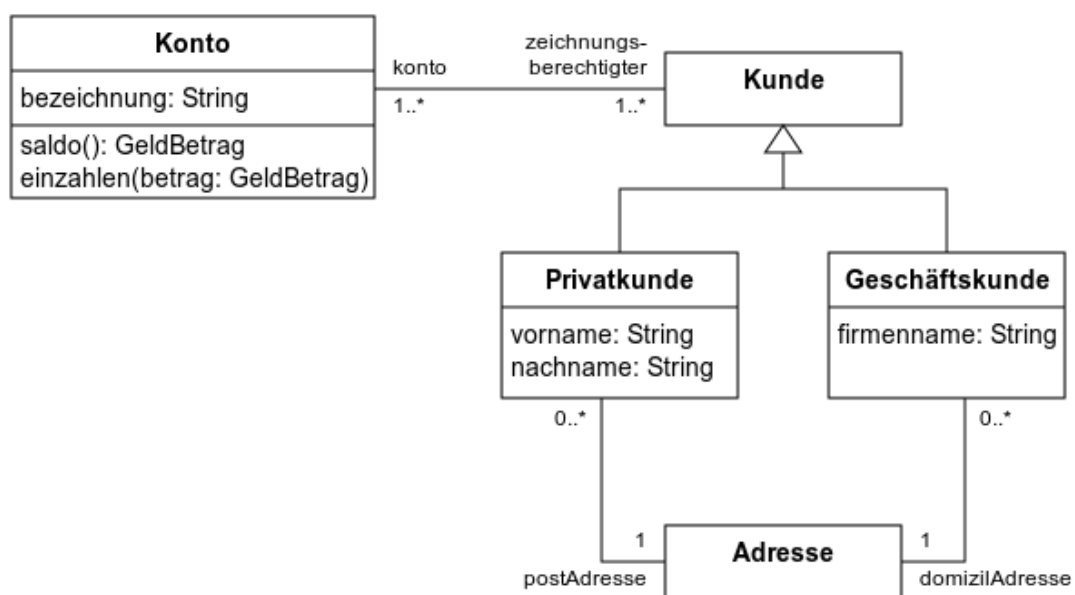 Konto
bezeichnung: String
saldo(): GeldBetrag
einzahlen(betrag: GeldBetrag)
konto
1..*
zeichnungs-
berechtigter
1..*
Kunde
Privatkunde
vorname: String
nachname: String
0..*
Geschäftskunde
firmenname: String
0..*
1
postAdresse
Adresse
1
domizilAdresse